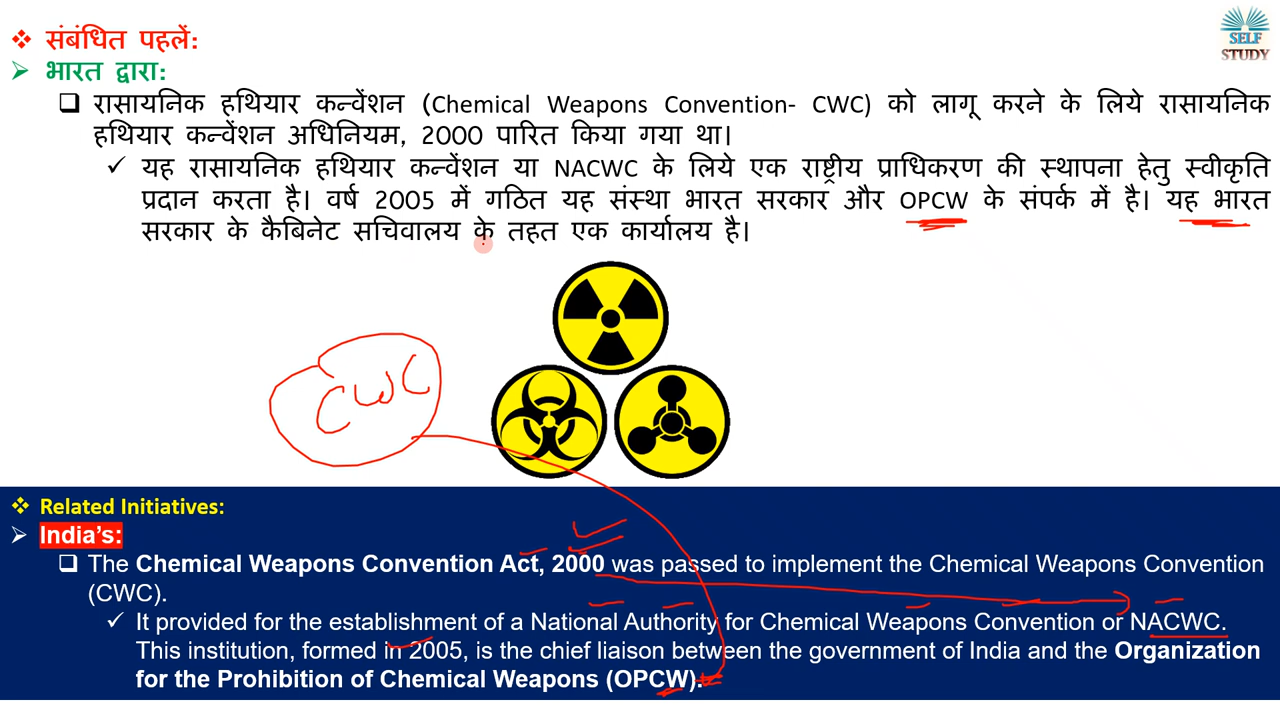 ❖ संबंधित पहलें:
SELF
STUDY
➢ भारत द्वारा:
❑ रासायनिक हथियार कन्वेंशन (Chemical Weapons Convention- CWC) को लागू करने के लिये रासायनिक
हथियार कन्वेंशन अधिनियम, 2000 पारित किया गया था।
✓ यह रासायनिक हथियार कन्वेंशन या NACWC के लिये एक राष्ट्रीय प्राधिकरण की स्थापना हेतु स्वीकृति
प्रदान करता है। वर्ष 2005 में गठित यह संस्था भारत सरकार और OPCW के संपर्क में है। यह भारत
सरकार के कैबिनेट सचिवालय के तहत एक कार्यालय है।
CWC
❖ Related Initiatives:
➢ India’s:
❑ The Chemical Weapons Convention Act, 2000 was passed to implement the Chemical Weapons Convention
(CWC).
✓ It provided for the establishment of a National Authority for Chemical Weapons Convention or NACWC.
This institution, formed in 2005, is the chief liaison between the government of India and the Organization
for the Prohibition of Chemical Weapons (OPCW).